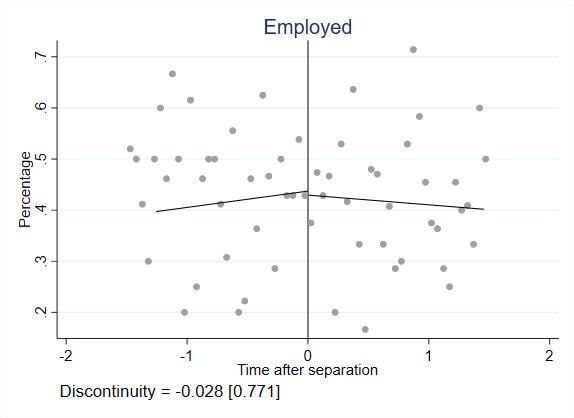 Employed
Percentage
.7
.6
.5
.4
.3
.2
-2 -1 0 1 2
Time after separation
Discontinuity = -0.028 [0.771]